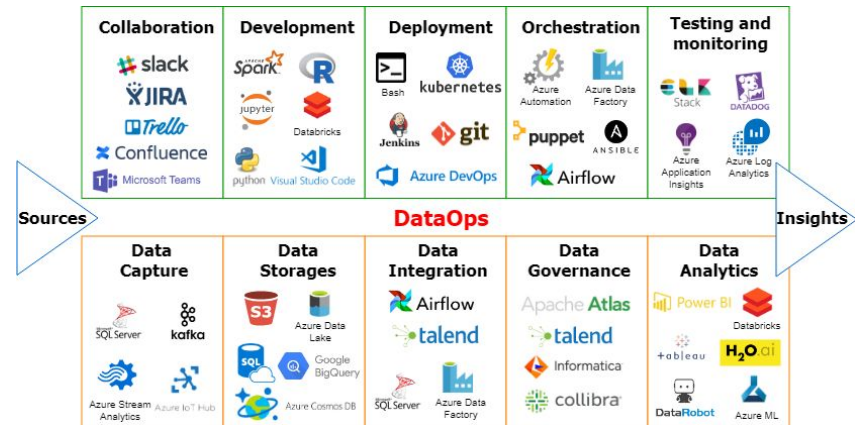 Collaboration
slack
JIRA
Trello
Confluence
Microsoft Teams
Development
APACHE
Spark
R
jupyter
Databricks
python
Visual Studio Code
Deployment
Bash
kubernetes
Jenkins
git
Azure DevOps
Orchestration
Azure
Automation
Azure Data
Factory
puppet
A
ANSIBLE
Airflow
Testing and
monitoring
Stack
DATADOG
Azure
Application
Insights
Azure Log
Analytics
Sources
DataOps
Insights
Data
Capture
SQL Server
kafka
Azure Stream
Analytics
Azure IoT Hub
Data
Storages
S3
Azure Data
Lake
SQL
Google
BigQuery
Azure Cosmos DB
Data
Integration
Airflow
talend
SQL Server
Azure Data
Factory
Data
Governance
Apache Atlas
talend
Informatica
collibra
Data
Analytics
Power BI
Databricks
+ableau
H2O.ai
DataRobot
Azure ML